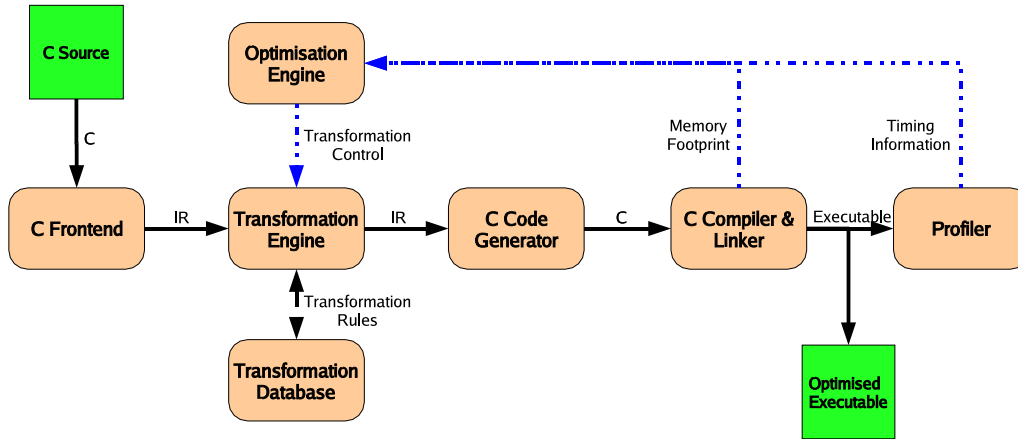 C Source
Optimisation
Engine
C
Transformation
Control
Memory
Footprint
Timing
Information
C Frontend
IR
Transformation
Engine
IR
C Code
Generator
C
C Compiler &
Linker
Executable
Profiler
Transformation
Rules
Transformation
Database
Optimised
Executable